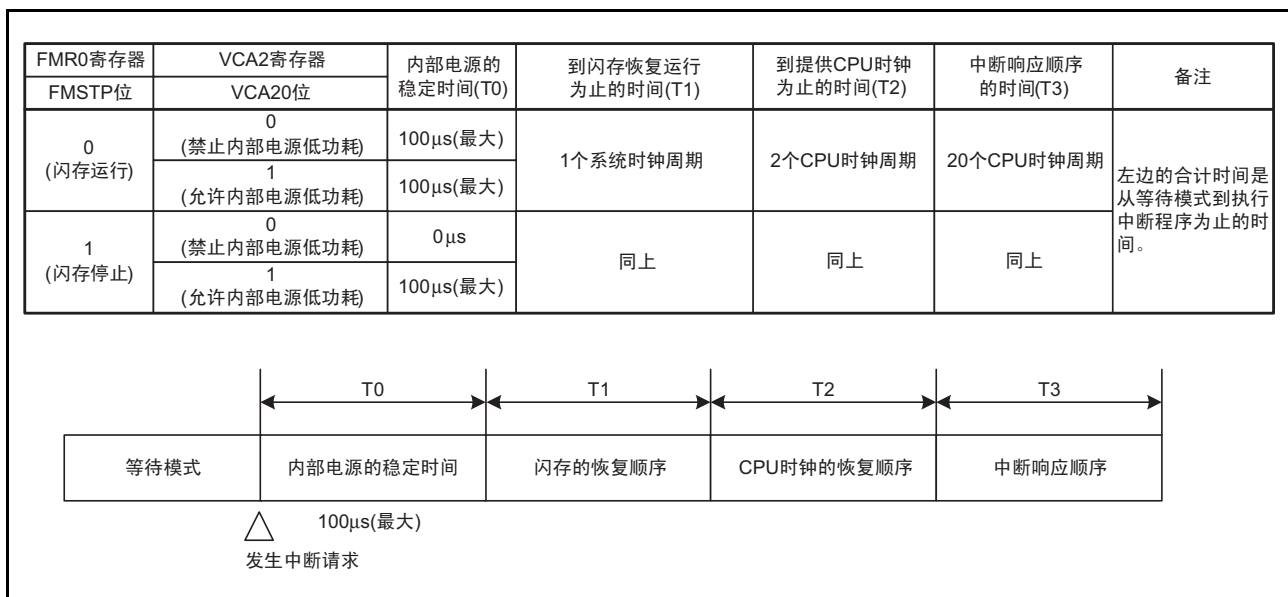 FMR0寄存器
VCA2寄存器
内部电源的
稳定时间(T0)
到闪存恢复运行
为止的时间(T1)
到提供CPU时钟
为止的时间(T2)
中断响应顺序
的时间(T3)
备注
FMSTP位
VCA20位
0
(闪存运行)
0
(禁止内部电源低功耗)
100μs(最大)
1个系统时钟周期
2个CPU时钟周期
20个CPU时钟周期
左边的合计时间是
从等待模式到执行
中断程序为止的时
间。
1
(允许内部电源低功耗)
100μs(最大)
1
(闪存停止)
0
(禁止内部电源低功耗)
0μs
同上
同上
同上
1
(允许内部电源低功耗)
100μs(最大)
T0
T1
T2
T3
等待模式
内部电源的稳定时间
闪存的恢复顺序
CPU时钟的恢复顺序
中断响应顺序
100μs(最大)
发生中断请求